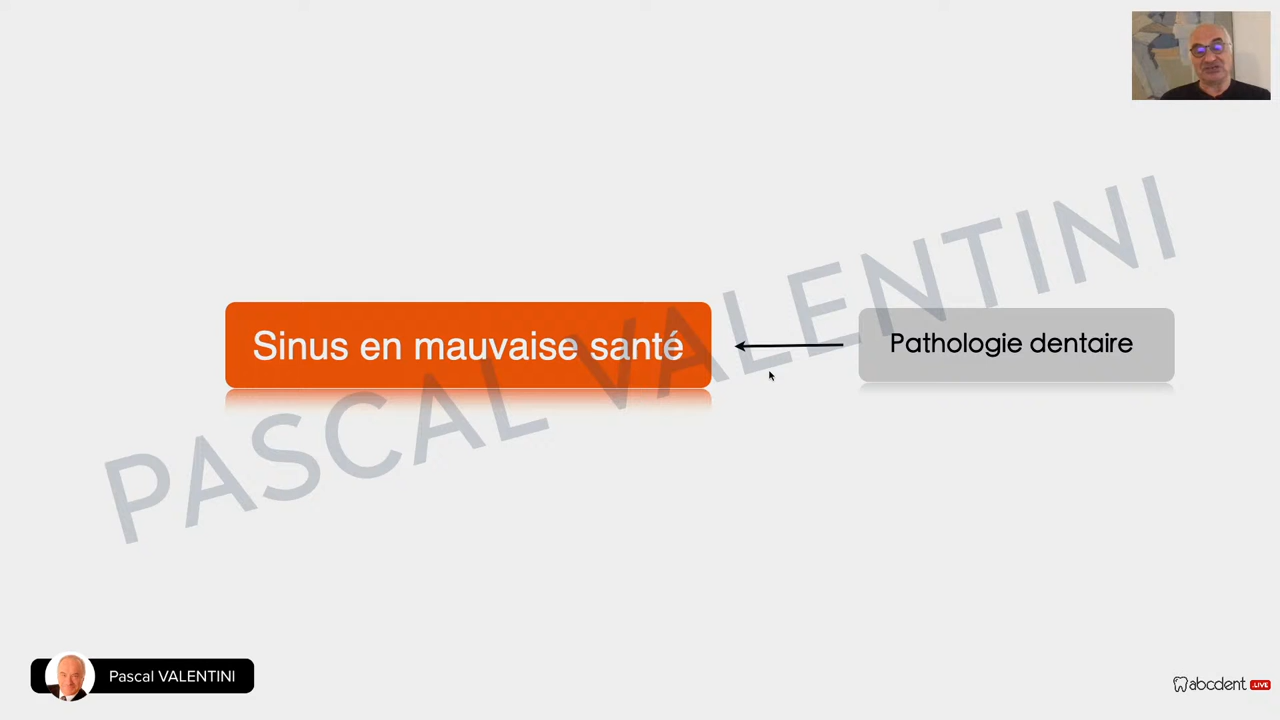 Sinus en mauvaise santé
Pathologie dentaire
PASCAL VALENTINI
Pascal VALENTINI
abcdent .LIVE